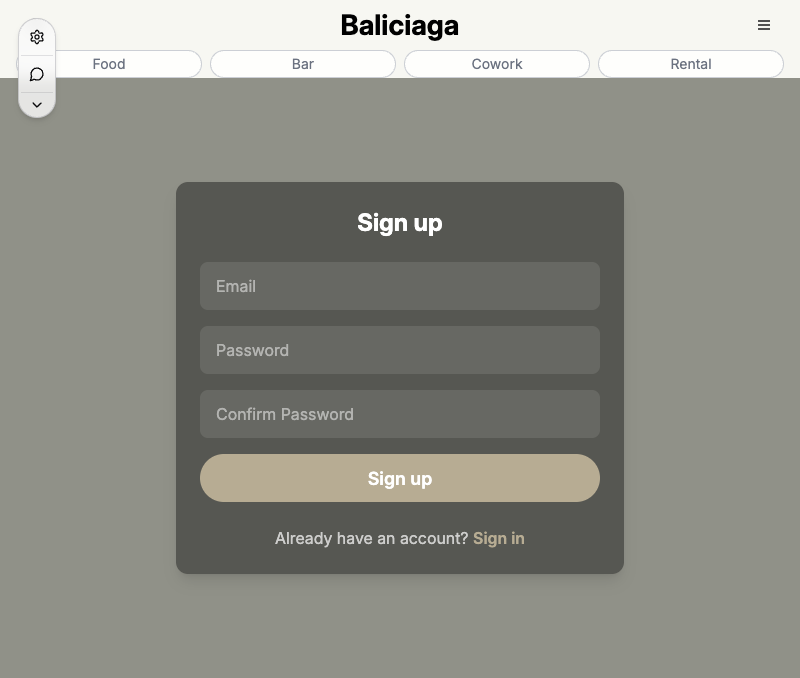 Baliciaga
Food
Bar
Cowork
Rental
Sign up
Email
Password
Confirm Password
Sign up
Already have an account? Sign in